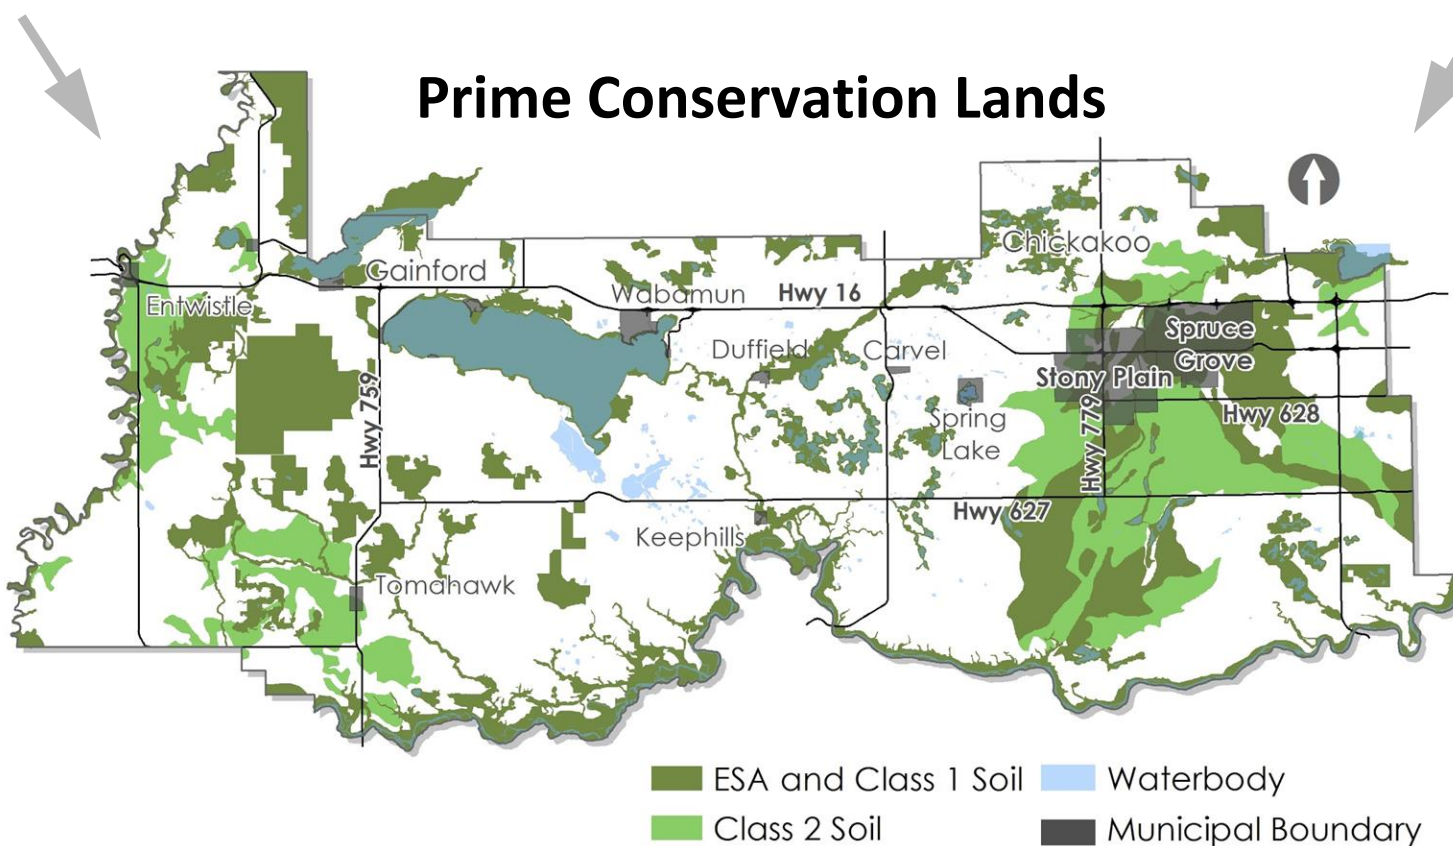 Prime Conservation Lands
Chickakoo
Gainford
Entwistle
Wabamun
Hwy 16
Spruce
Grove
Duffield
Carvel
Stony Plain
Hwy 759
Hwy 779
Spring
Lake
Hwy 628
Hwy 627
Keephills
Tomahawk
ESA and Class 1 Soil
Waterbody
Class 2 Soil
Municipal Boundary